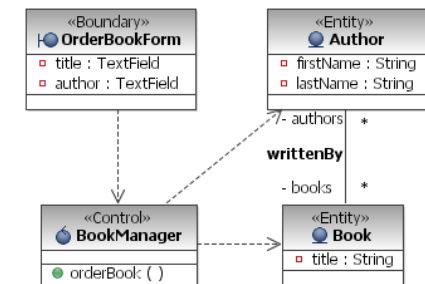 «Boundary»
OrderBookForm
title : TextField
author : TextField
«Entity»
Author
firstName : String
lastName : String
- authors *
writtenBy
- books *
«Control»
BookManager
orderBook ( )
«Entity»
Book
title : String